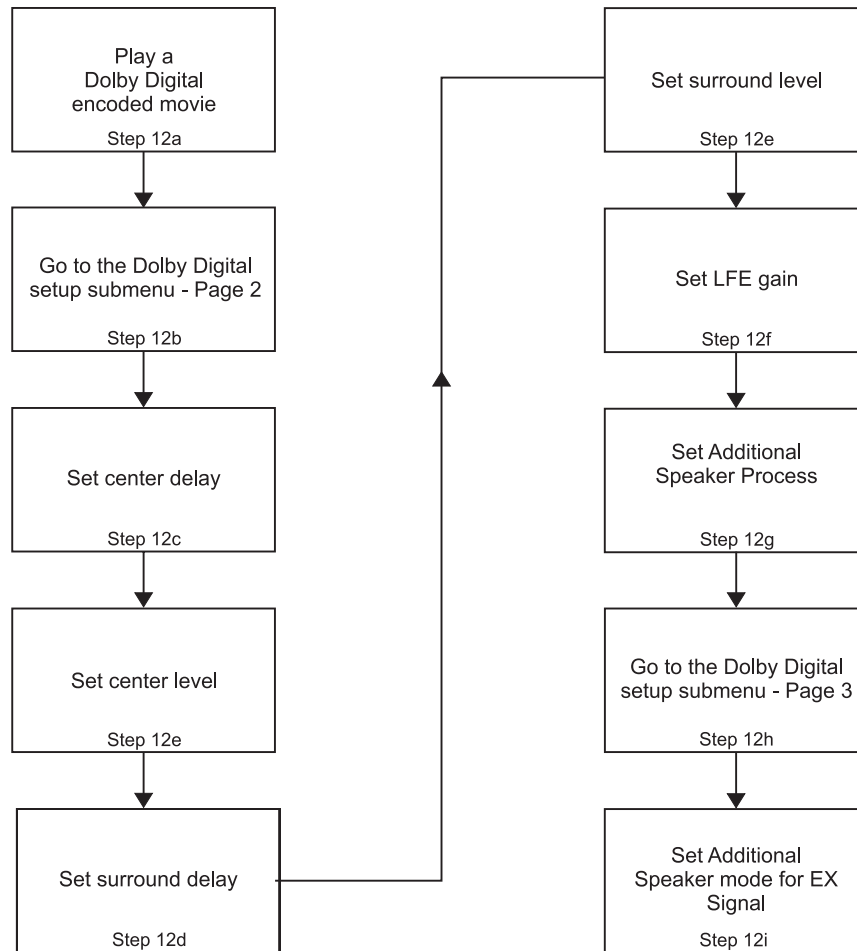 Play a
Dolby Digital
encoded movie
Step 12a
Go to the Dolby Digital
setup submenu - Page 2
Step 12b
Set center delay
Step 12c
Set center level
Step 12e
Set surround delay
Step 12d
Set surround level
Step 12e
Set LFE gain
Step 12f
Set Additional
Speaker Process
Step 12g
Go to the Dolby Digital
setup submenu - Page 3
Step 12h
Set Additional
Speaker mode for EX
Signal
Step 12i